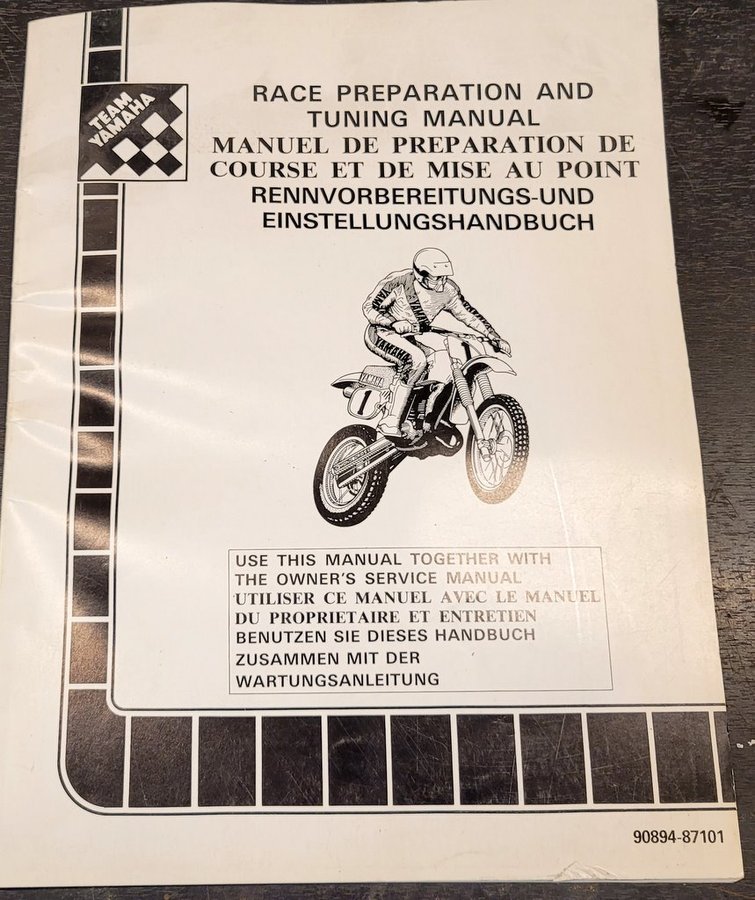 TEAM
YAMAHA
RACE PREPARATION AND
TUNING MANUAL
MANUEL DE PREPARATION DE
COURSE ET DE MISE AU POINT
RENNVORBEREITUNGS-UND
EINSTELLUNGSHANDBUCH
YAMAHA
YAMAHA
1
1
USE THIS MANUAL TOGETHER WITH
THE OWNER'S SERVICE MANUAL
UTILISER CE MANUEL AVEC LE MANUEL
DU PROPRIETAIRE ET ENTRETIEN
BENUTZEN SIE DIESES HANDBUCH
ZUSAMMEN MIT DER
WARTUNGSANLEITUNG
90894-87101